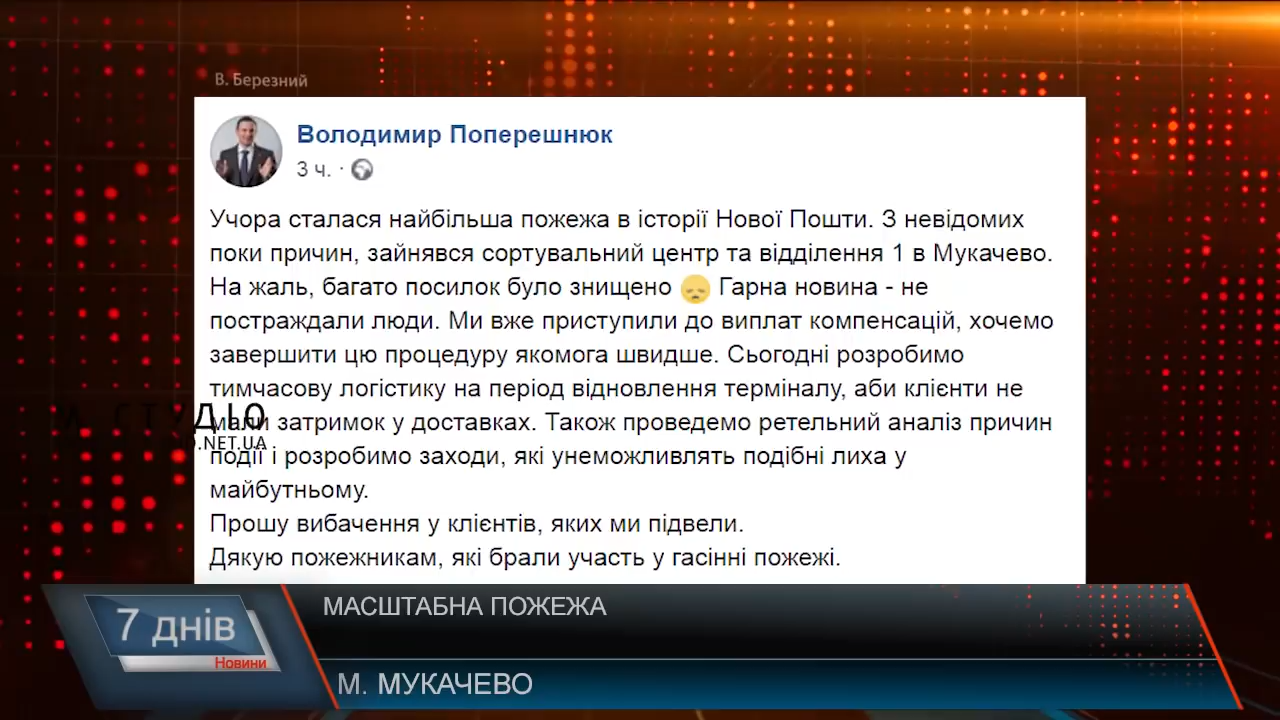 В. Березний
Володимир Поперешнюк
3 ч. ·
Учора сталася найбільша пожежа в історії Нової Пошти. З невідомих
поки причин, зайнявся сортувальний центр та відділення 1 в Мукачево.
На жаль, багато посилок було знищено 😞 Гарна новина - не
постраждали люди. Ми вже приступили до виплат компенсацій, хочемо
завершити цю процедуру якомога швидше. Сьогодні розробимо
тимчасову логістику на період відновлення терміналу, аби клієнти не
мали затримок у доставках. Також проведемо ретельний аналіз причин
події і розробимо заходи, які унеможливлять подібні лиха у
майбутньому.
Прошу вибачення у клієнтів, яких ми підвели.
Дякую пожежникам, які брали участь у гасінні пожежі.
.NET.UA
7 днів
Новини
МАСШТАБНА ПОЖЕЖА
М. МУКАЧЕВО